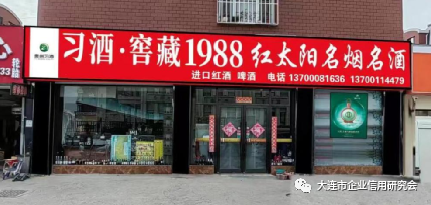 习酒·窖藏1988 红太阳名烟名酒
进口红酒 啤酒 电话 13700081636 13700114479
33
大连市企业信用研究会